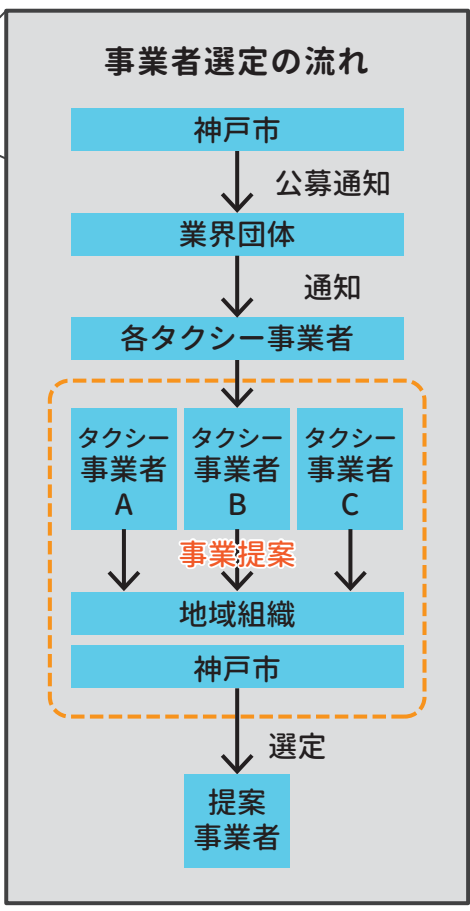 事業者選定の流れ
神戸市
公募通知
業界団体
通知
各タクシー事業者
タクシー
事業者
A
タクシー
事業者
B
タクシー
事業者
C
事業提案
地域組織
神戸市
選定
提案
事業者